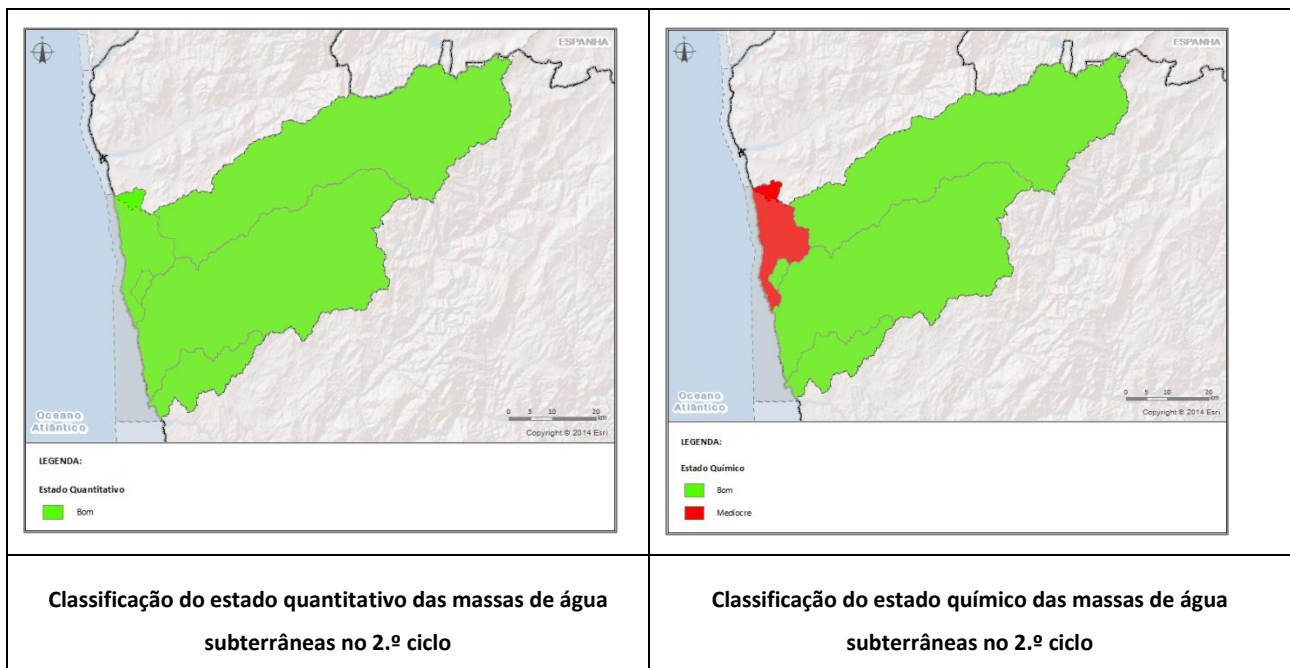 ESPANHA
Oceano
Atlântico
0 5 10 20
km
Copyright © 2014 Esri
LEGENDA:
Estado Quantitativo
Bom
ESPANHA
Oceano
Atlântico
0 5 10 20
km
Copyright © 2014 Esri
LEGENDA:
Estado Químico
Bom
Medíocre
Classificação do estado quantitativo das massas de água
subterrâneas no 2.º ciclo
Classificação do estado químico das massas de água
subterrâneas no 2.º ciclo